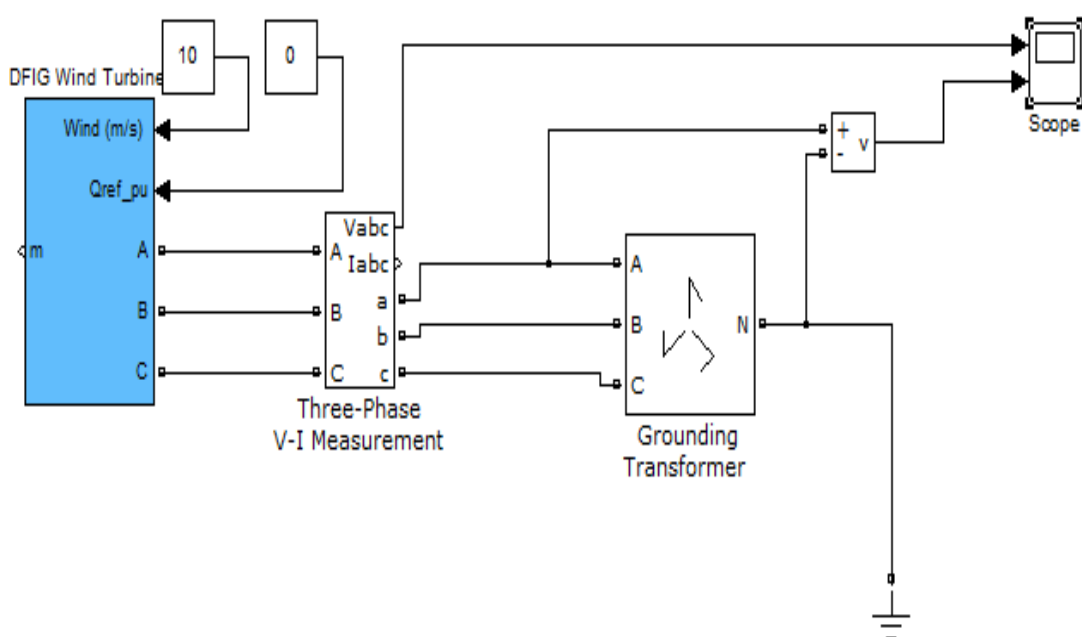 10
0
DFIG Wind Turbine
Wind (m/s)
Qref_pu
m
A
B
C
A
B
C
Vabc
Iabc
a
b
c
Three-Phase
V-I Measurement
A
B
C
N
Grounding
Transformer
+
-
v
Scope